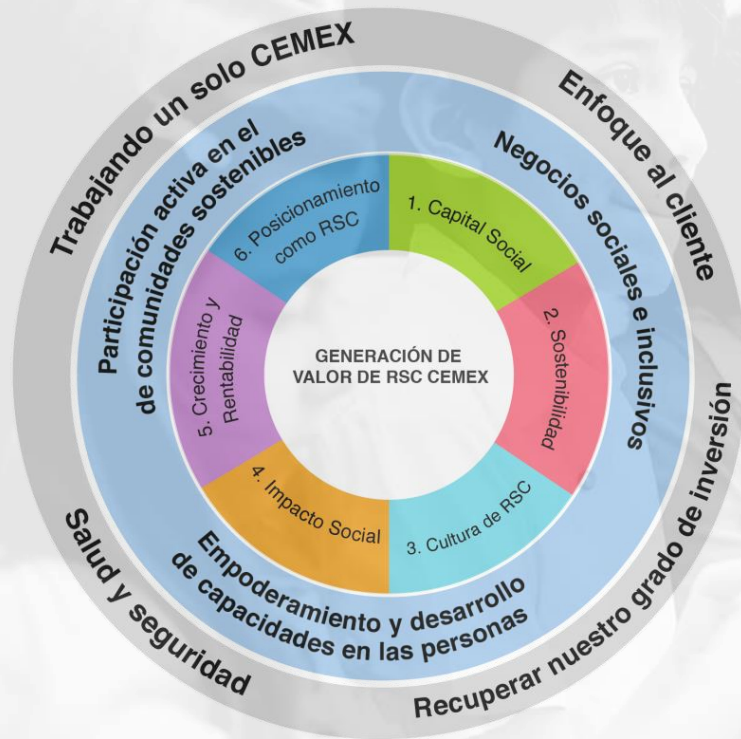 Trabajando un solo CEMEX
Enfoque al cliente
Recuperar nuestro grado de inversión
Salud y seguridad
Participación activa en el
de comunidades sostenibles
Negocios sociales e inclusivos
Empoderamiento y desarrollo
de capacidades en las personas
1. Capital Social
2. Sostenibilidad
3. Cultura de RSC
4. Impacto Social
5. Crecimiento y
Rentabilidad
6. Posicionamiento
como RSC
GENERACIÓN DE
VALOR DE RSC CEMEX